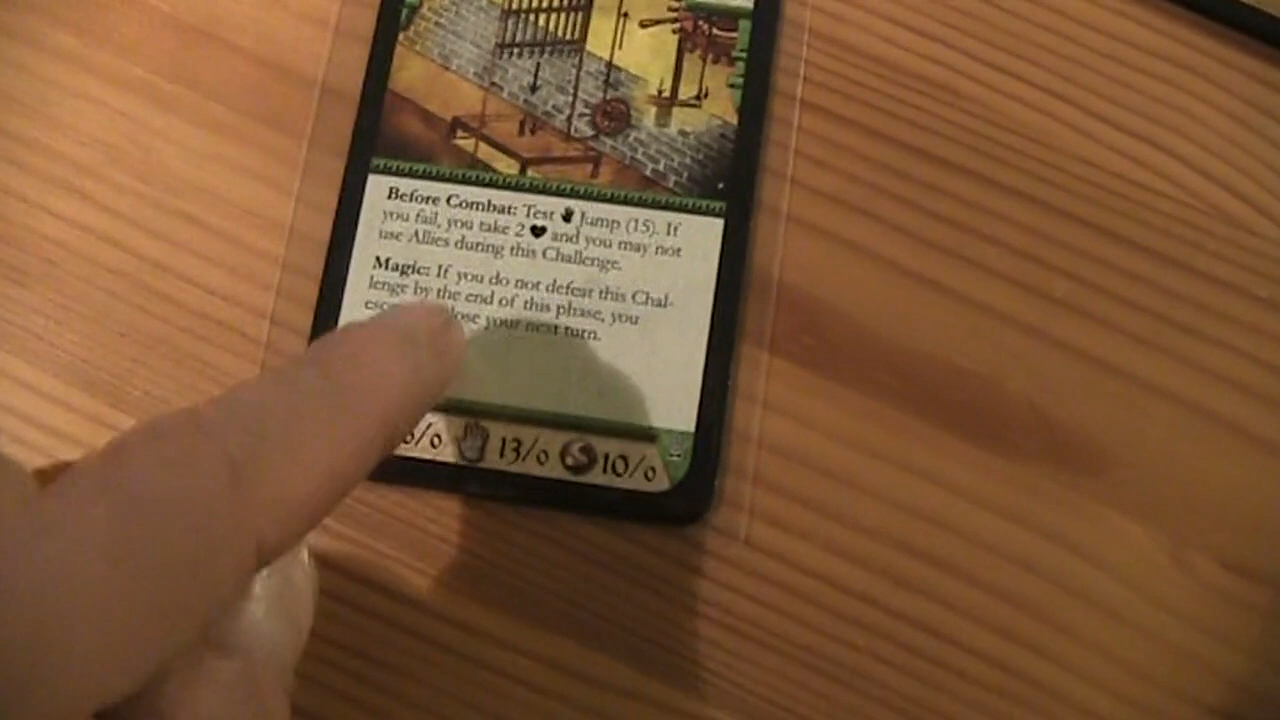 Before Combat: Test Jump (15). If
you fail, you take 2 and you may not
use Allies during this Challenge.
Magic: If you do not defeat this Chal-
lenge by the end of this phase, you
lose your next turn.
/0 13/0 10/0